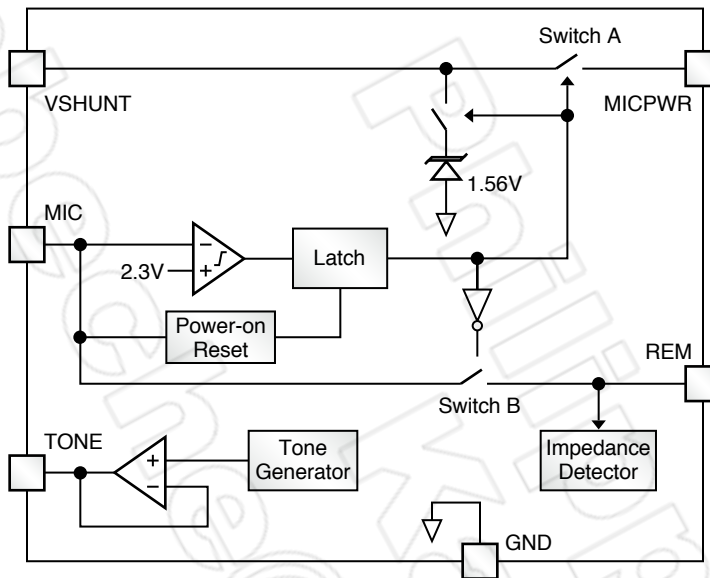 Switch A
VSHUNT
MICPWR
1.56V
MIC
2.3V
−
+
Latch
Power-on
Reset
REM
Switch B
TONE
+
−
Tone
Generator
Impedance
Detector
GND